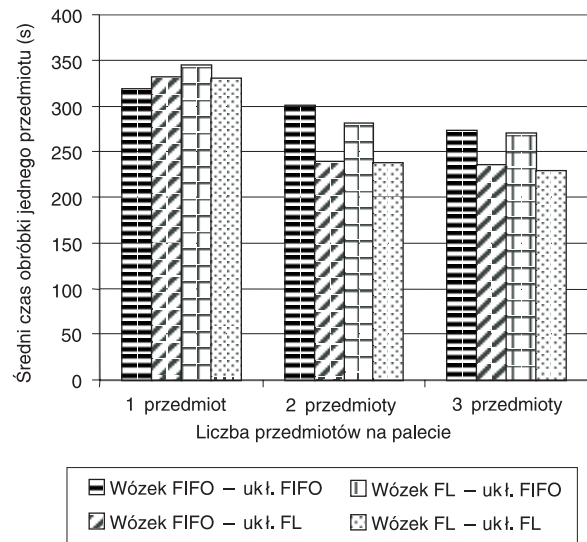 Średni czas obróbki jednego przedmiotu (s)
400
350
300
250
200
150
100
50
0
1 przedmiot
2 przedmioty
3 przedmioty
Liczba przedmiotów na palecie
Wózek FIFO – ukł. FIFO
Wózek FL – ukł. FIFO
Wózek FIFO – ukł. FL
Wózek FL – ukł. FL